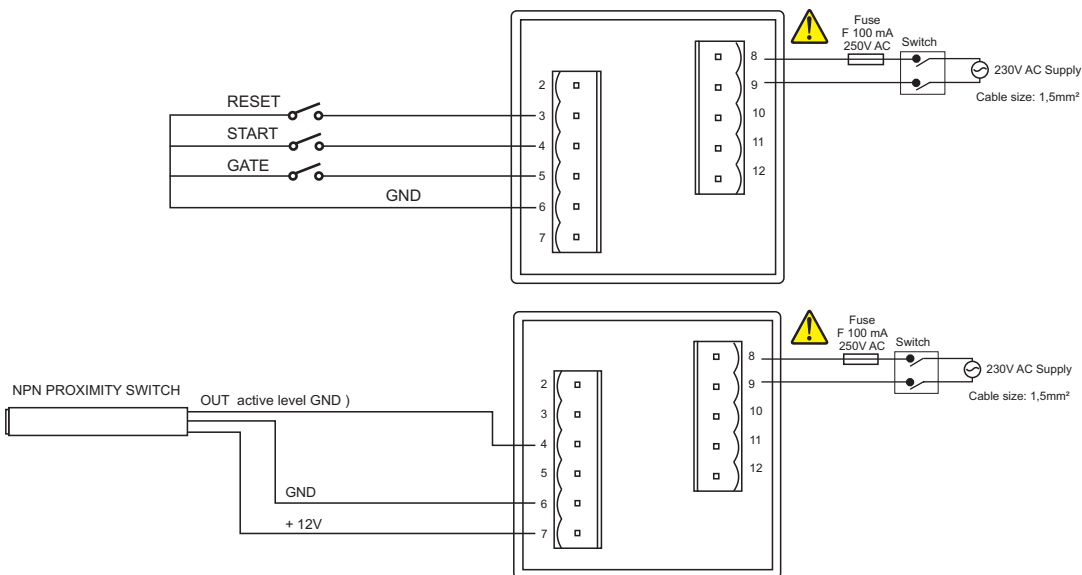 Fuse
F 100 mA
250V AC
Switch
230V AC Supply
Cable size: 1,5mm²
RESET
START
GATE
GND
2
3
4
5
6
7
8
9
10
11
12
Fuse
F 100 mA
250V AC
Switch
230V AC Supply
Cable size: 1,5mm²
NPN PROXIMITY SWITCH
OUT active level GND )
GND
+ 12V
2
3
4
5
6
7
8
9
10
11
12